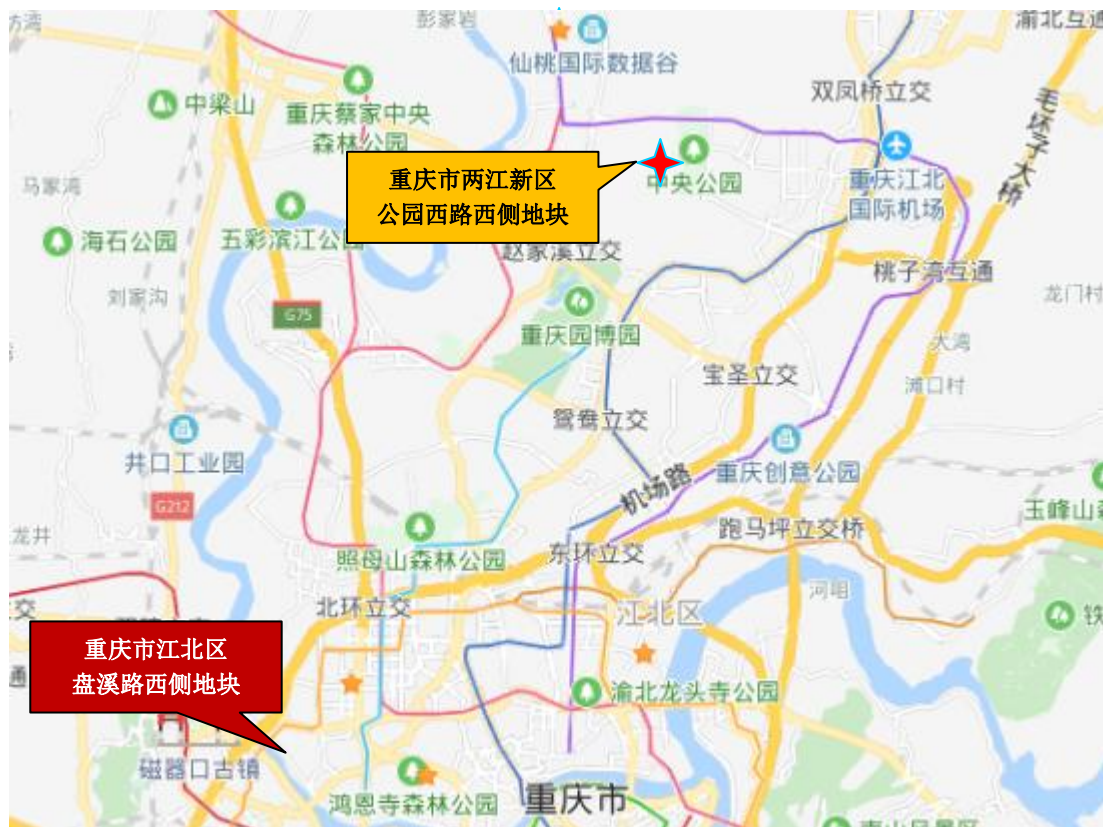 彭家岩
渝北互通
仙桃国际数据谷
双凤桥立交
中梁山
重庆蔡家中央
森林公园
毛坯子大桥
马家湾
重庆市两江新区
公园西路西侧地块
中央公园
重庆江北
国际机场
海石公园
五彩滨江公园
赵家溪立交
桃子湾互通
刘家沟
龙门村
G75
重庆园博园
大湾
宝圣立交
滩口村
鸳鸯立交
井口工业园
重庆创意公园
机场路
G212
玉峰山森
龙井
跑马坪立交桥
照母山森林公园
东环立交
河咀
北环立交
江北区
交
铁
重庆市江北区
盘溪路西侧地块
通
渝北龙头寺公园
磁器口古镇
鸿恩寺森林公园
重庆市